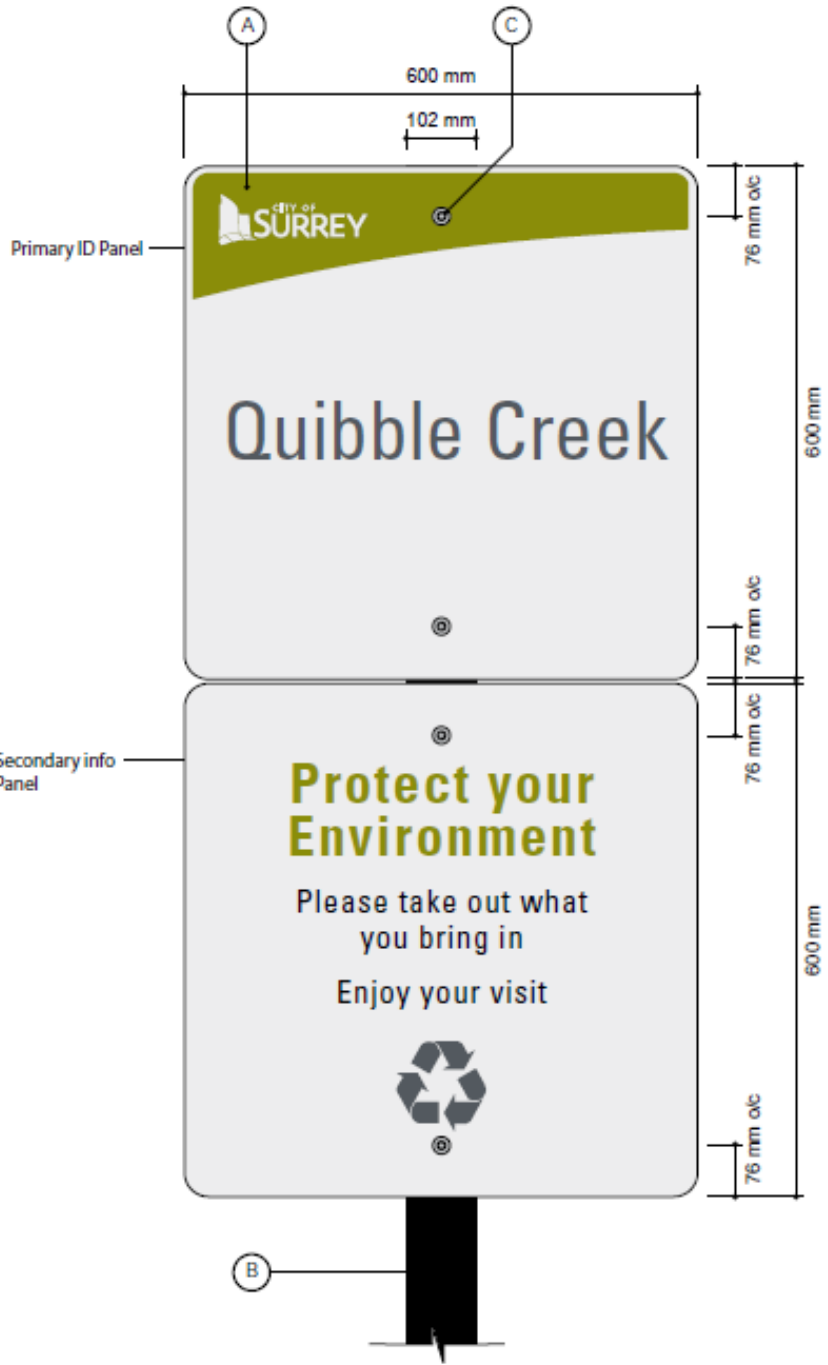 A
C
600 mm
102 mm
76 mm o/c
CITY OF
SURREY
Primary ID Panel
Quibble Creek
600 mm
76 mm o/c
76 mm o/c
Secondary info
Panel
Protect your
Environment
Please take out what
you bring in
Enjoy your visit
600 mm
76 mm o/c
B